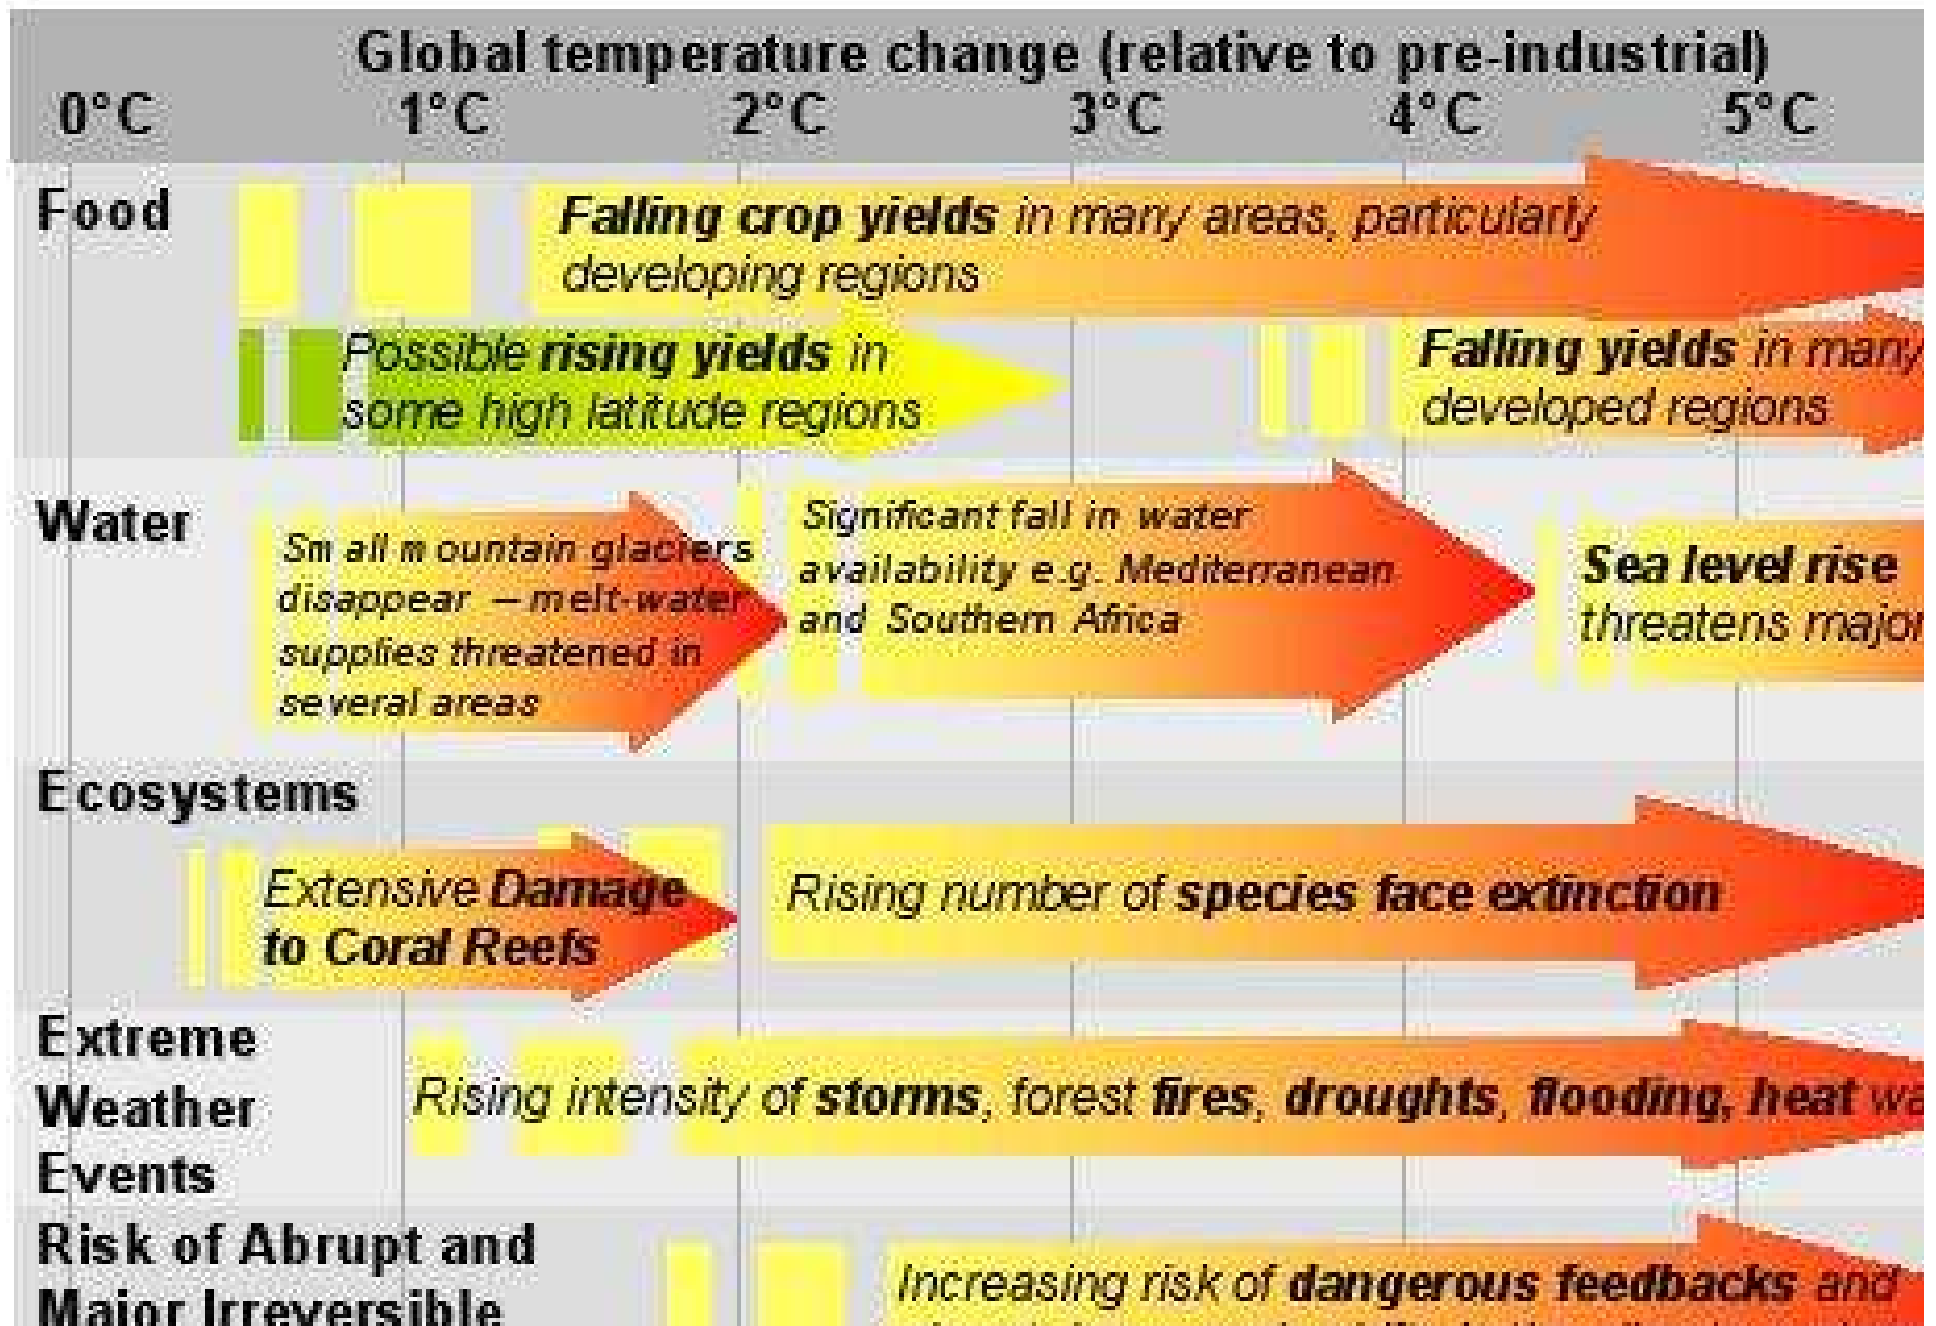 Global temperature change (relative to pre-industrial)
0°C 1°C 2°C 3°C 4°C 5°C
Food
Falling crop yields in many areas, particularly
developing regions
Possible rising yields in
some high latitude regions
Falling yields in many
developed regions
Water
Small mountain glaciers
disappear – melt-water
supplies threatened in
several areas
Significant fall in water
availability e.g. Mediterranean
and Southern Africa
Sea level rise
threatens major
Ecosystems
Extensive Damage
to Coral Reefs
Rising number of species face extinction
Extreme
Weather
Events
Rising intensity of storms, forest fires, droughts, flooding, heat wa
Risk of Abrupt and
Major Irreversible
Increasing risk of dangerous feedbacks and